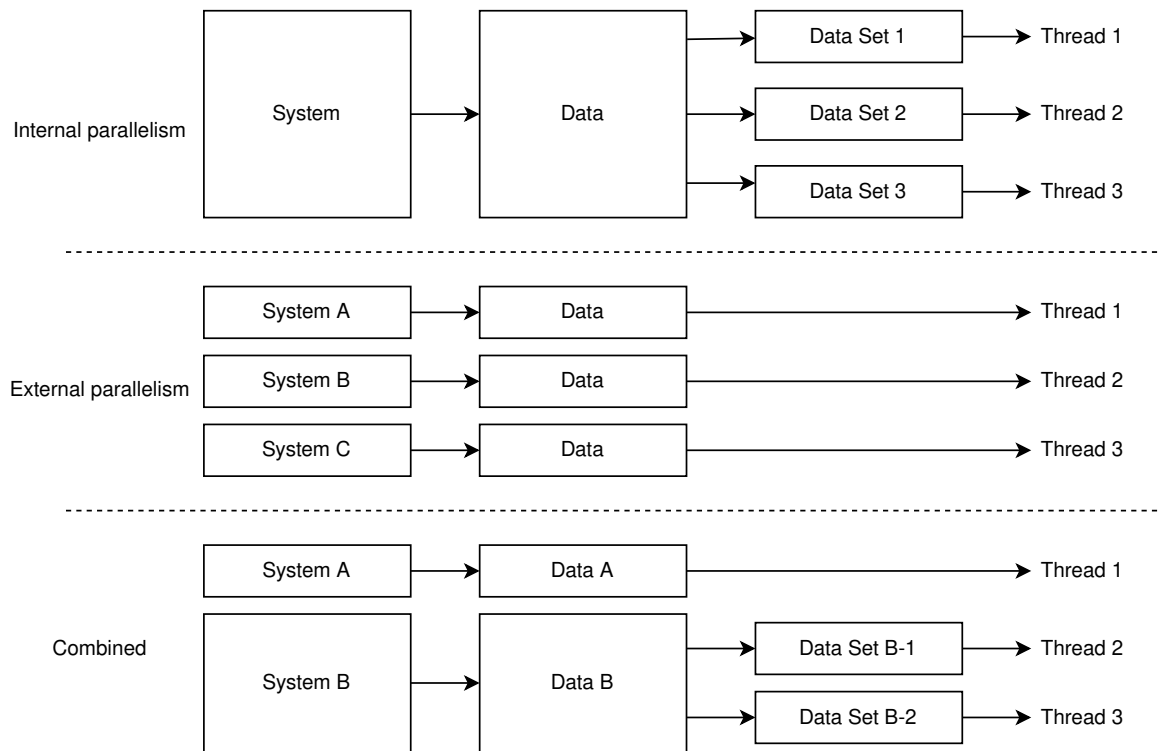 Internal parallelism
System
Data
Data Set 1
Thread 1
Data Set 2
Thread 2
Data Set 3
Thread 3
External parallelism
System A
Data
Thread 1
System B
Data
Thread 2
System C
Data
Thread 3
Combined
System A
Data A
Thread 1
System B
Data B
Data Set B-1
Thread 2
Data Set B-2
Thread 3